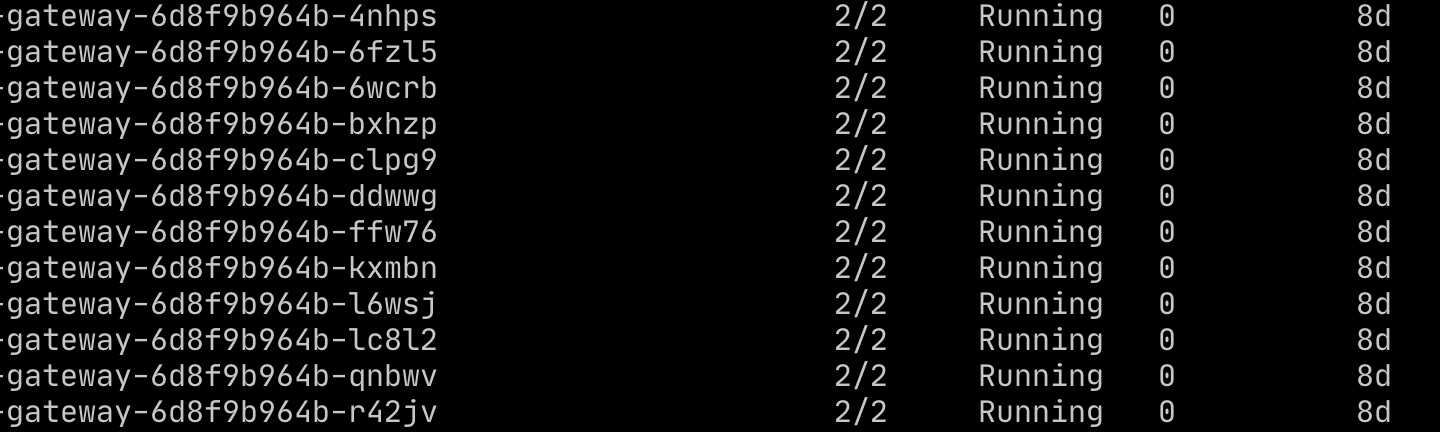 -gateway-6d8f9b964b-4nhps 2/2 Running 0 8d
-gateway-6d8f9b964b-6fzl5 2/2 Running 0 8d
-gateway-6d8f9b964b-6wcrb 2/2 Running 0 8d
-gateway-6d8f9b964b-bxhzp 2/2 Running 0 8d
-gateway-6d8f9b964b-clpg9 2/2 Running 0 8d
-gateway-6d8f9b964b-ddwwg 2/2 Running 0 8d
-gateway-6d8f9b964b-ffw76 2/2 Running 0 8d
-gateway-6d8f9b964b-kxmbn 2/2 Running 0 8d
-gateway-6d8f9b964b-l6wsj 2/2 Running 0 8d
-gateway-6d8f9b964b-lc8l2 2/2 Running 0 8d
-gateway-6d8f9b964b-qnbwv 2/2 Running 0 8d
-gateway-6d8f9b964b-r42jv 2/2 Running 0 8d